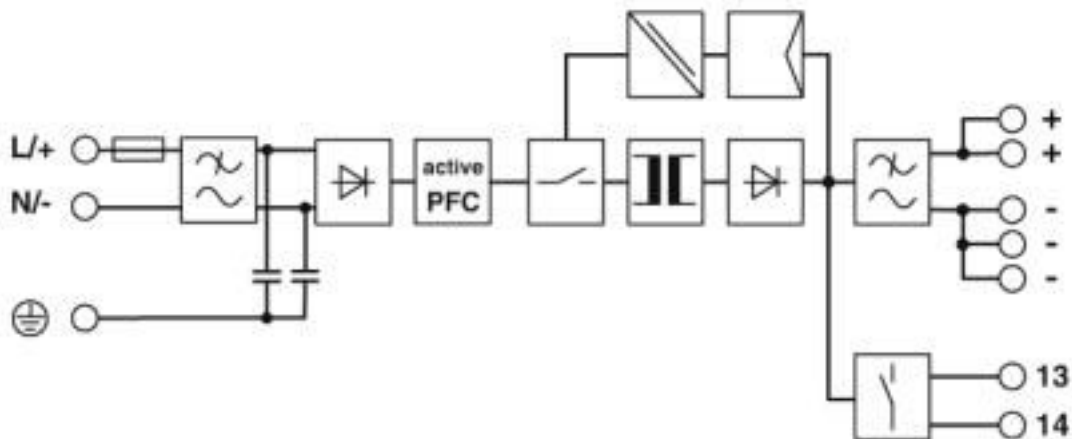 L/+
N/-
active
PFC
+
+
-
-
-
13
14